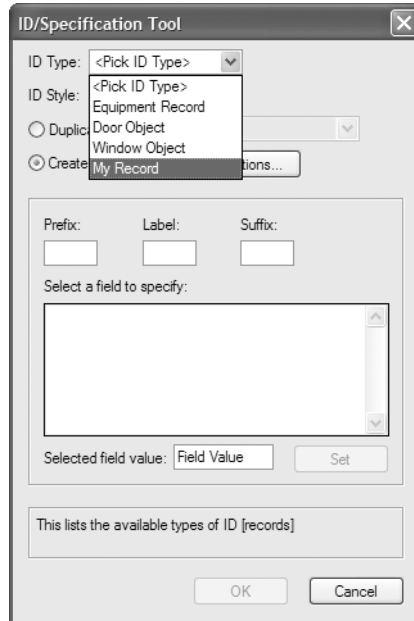 ID/Specification Tool
ID Type: <Pick ID Type>
<Pick ID Type>
ID Style:
Equipment Record
Door Object
Window Object
My Record
Create
Prefix: Label: Suffix:
Select a field to specify:
Selected field value: Field Value Set
This lists the available types of ID [records]
OK Cancel